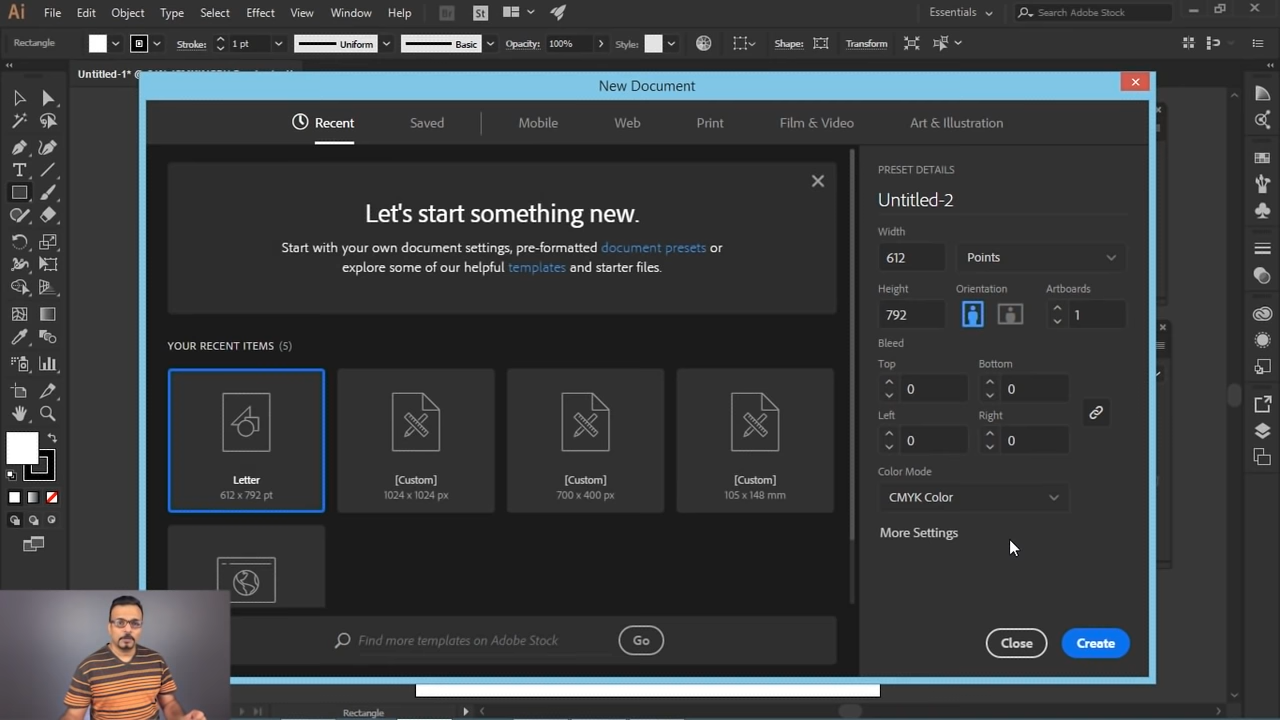 Ai File Edit Object Type Select Effect View Window Help Br St Essentials Search Adobe Stock
Rectangle Stroke: 1 pt Uniform Basic Opacity: 100% Style: Shape: Transform
Untitled-1* @
New Document
Recent Saved Mobile Web Print Film & Video Art & Illustration
Let's start something new.
Start with your own document settings, pre-formatted document presets or
explore some of our helpful templates and starter files.
YOUR RECENT ITEMS (5)
Letter
612 x 792 pt
[Custom]
1024 x 1024 px
[Custom]
700 x 400 px
[Custom]
105 x 148 mm
Find more templates on Adobe Stock Go
PRESET DETAILS
Untitled-2
Width
612 Points
Height Orientation Artboards
792 1
Bleed
Top Bottom
0 0
Left Right
0 0
Color Mode
CMYK Color
More Settings
Close Create
Rectangle